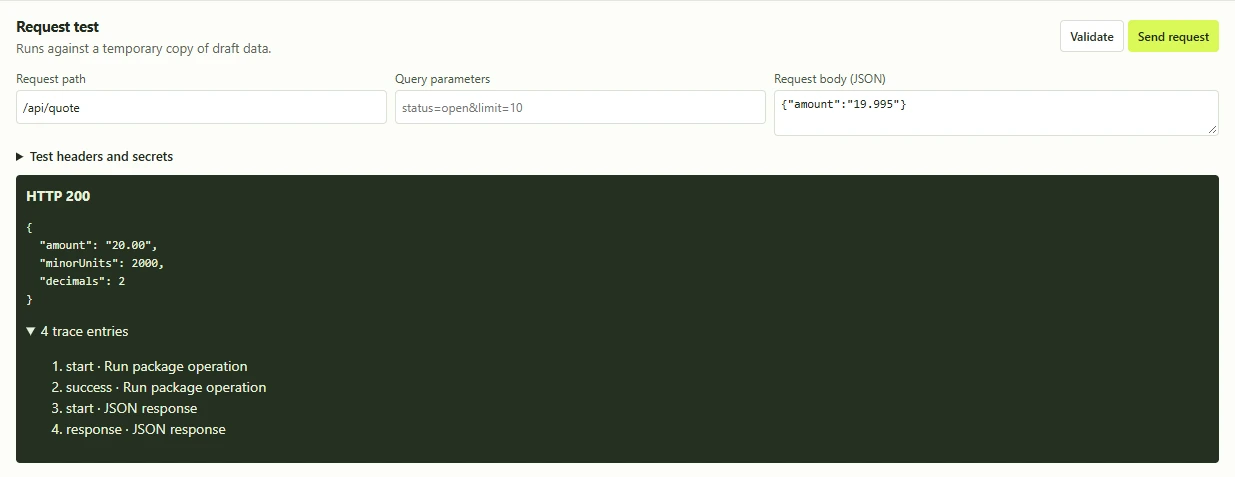 Request test
Runs against a temporary copy of draft data.
Validate
Send request
Request path
Query parameters
Request body (JSON)
/api/quote
status=open&limit=10
{"amount":"19.995"}
Test headers and secrets
HTTP 200
{
"amount": "20.00",
"minorUnits": 2000,
"decimals": 2
}
4 trace entries
1. start · Run package operation
2. success · Run package operation
3. start · JSON response
4. response · JSON response